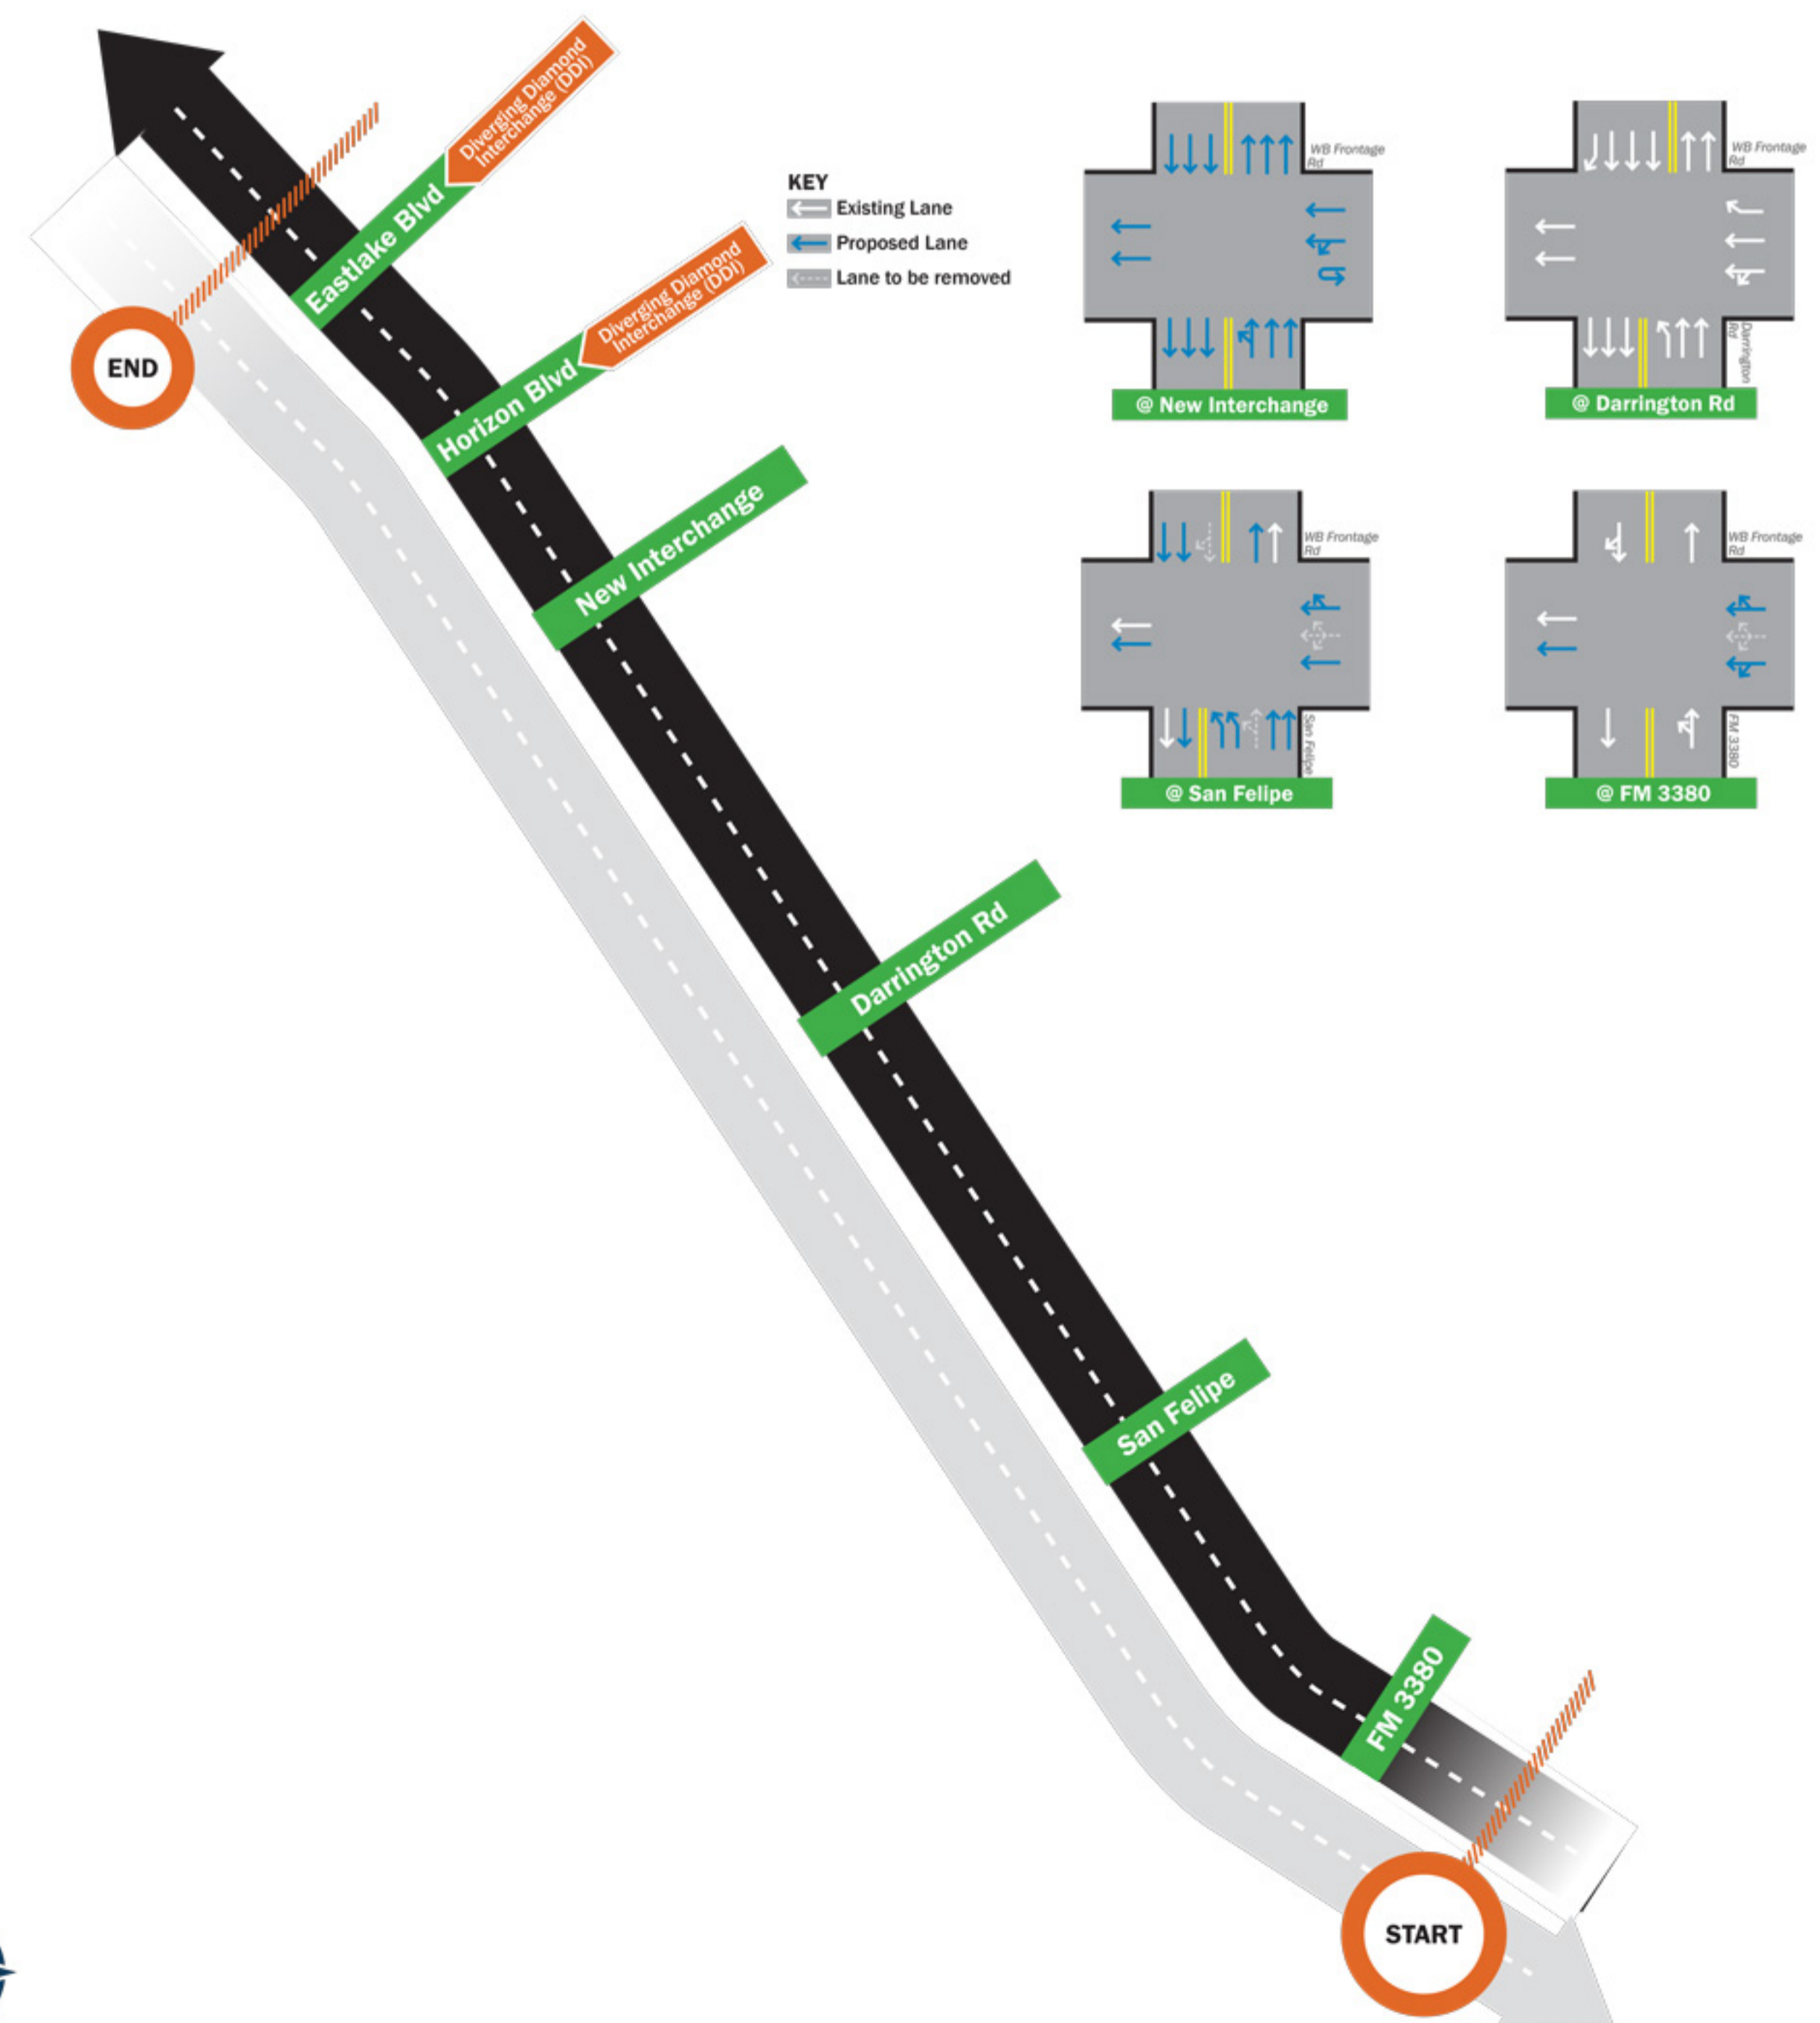 Diverging Diamond
Interchange (DDI)
Eastlake Blvd
Diverging Diamond
Interchange (DDI)
Horizon Blvd
END
New Interchange
Darrington Rd
San Felipe
FM 3380
START
KEY
Existing Lane
Proposed Lane
Lane to be removed
WB Frontage
Rd
@ New Interchange
WB Frontage
Rd
Darrington
Rd
@ Darrington Rd
WB Frontage
Rd
San Felipe
@ San Felipe
WB Frontage
Rd
FM 3380
@ FM 3380